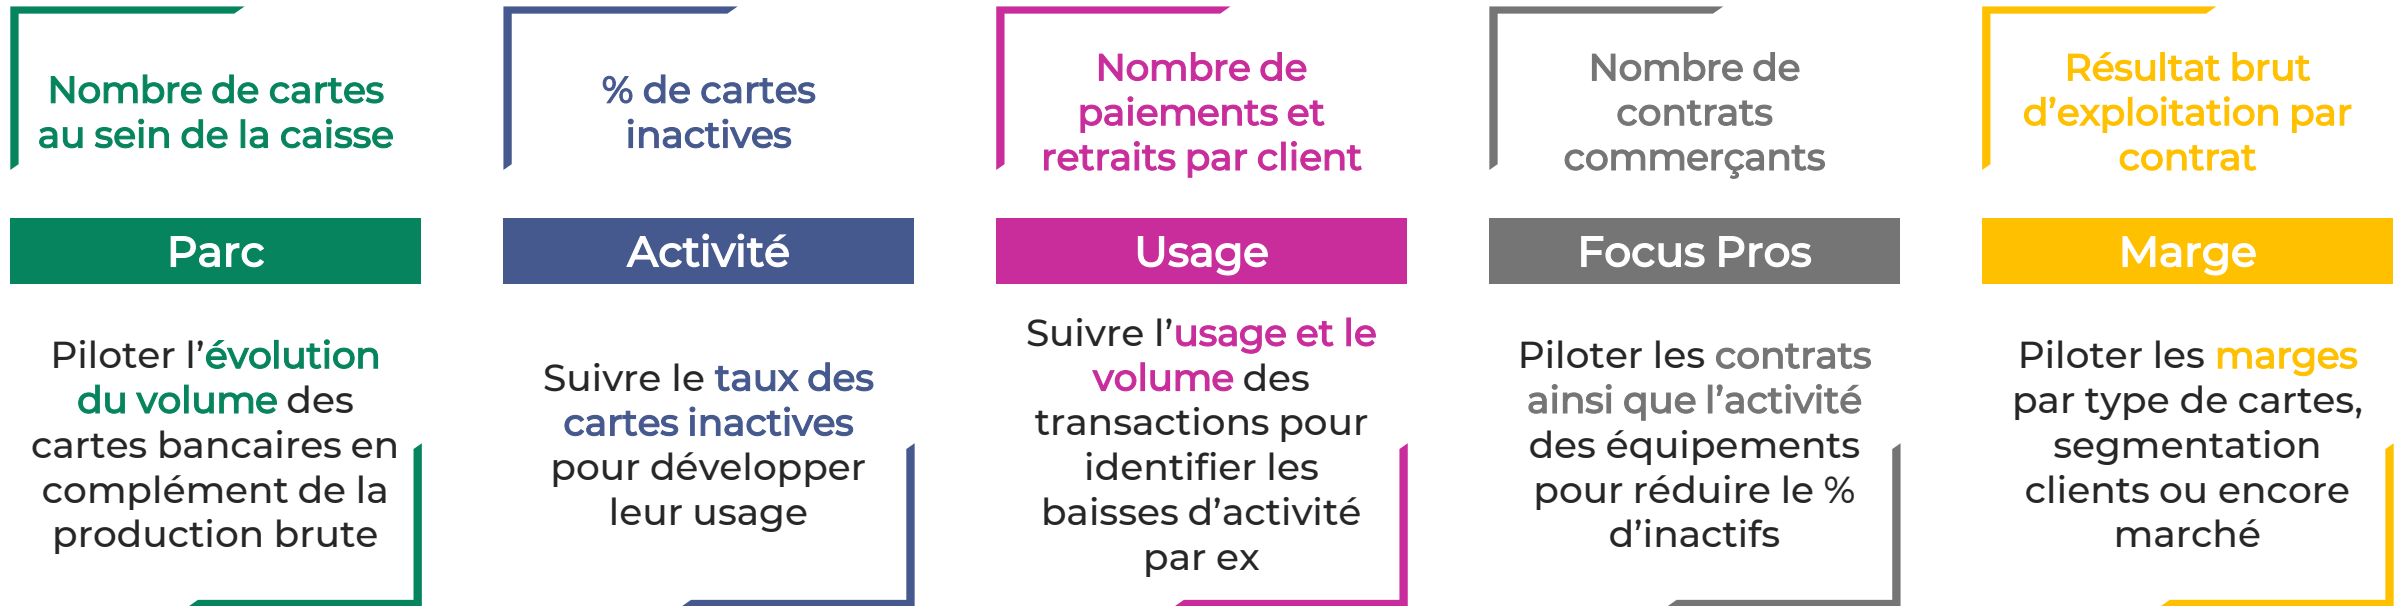 Nombre de cartes
au sein de la caisse
Parc
Piloter l’évolution
du volume des
cartes bancaires en
complément de la
production brute
% de cartes
inactives
Activité
Suivre le taux des
cartes inactives
pour développer
leur usage
Nombre de
paiements et
retraits par client
Usage
Suivre l’usage et le
volume des
transactions pour
identifier les
baisses d’activité
par ex
Nombre de
contrats
commerçants
Focus Pros
Piloter les contrats
ainsi que l’activité
des équipements
pour réduire le %
d’inactifs
Résultat brut
d’exploitation par
contrat
Marge
Piloter les marges
par type de cartes,
segmentation
clients ou encore
marché